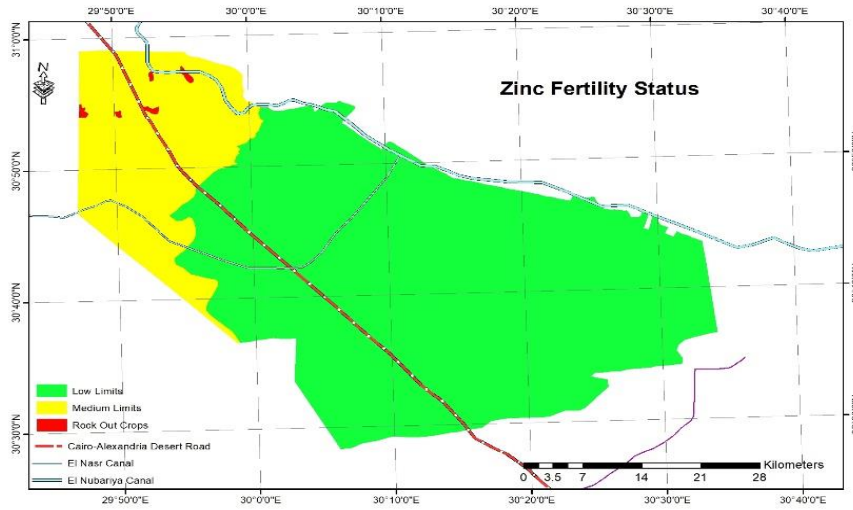 29°50'0"E 30°0'0"E 30°10'0"E 30°20'0"E 30°30'0"E 30°40'0"E
31°0'0"N
N
Zinc Fertility Status
30°50'0"N
30°40'0"N
Low Limits
Medium Limits
Rock Out Crops
30°30'0"N
Cairo-Alexandria Desert Road
El Nasr Canal
El Nubariya Canal
Kilometers
0 3.5 7 14 21 28
29°50'0"E 30°0'0"E 30°10'0"E 30°20'0"E 30°30'0"E 30°40'0"E